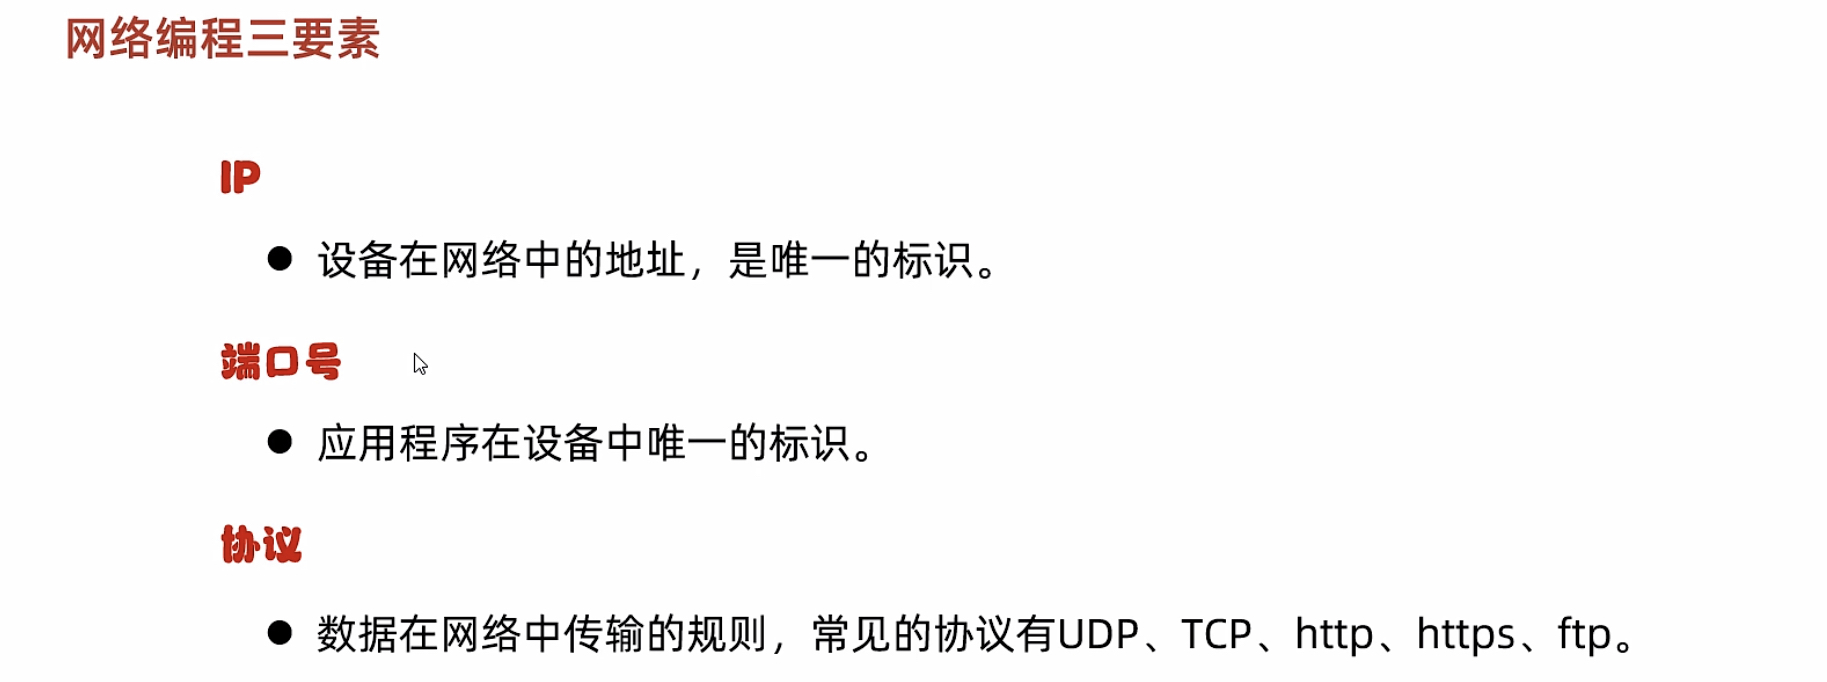 网络编程三要素
IP
● 设备在网络中的地址，是唯一的标识。
端口号
● 应用程序在设备中唯一的标识。
协议
● 数据在网络中传输的规则，常见的协议有UDP、TCP、http、https、ftp。